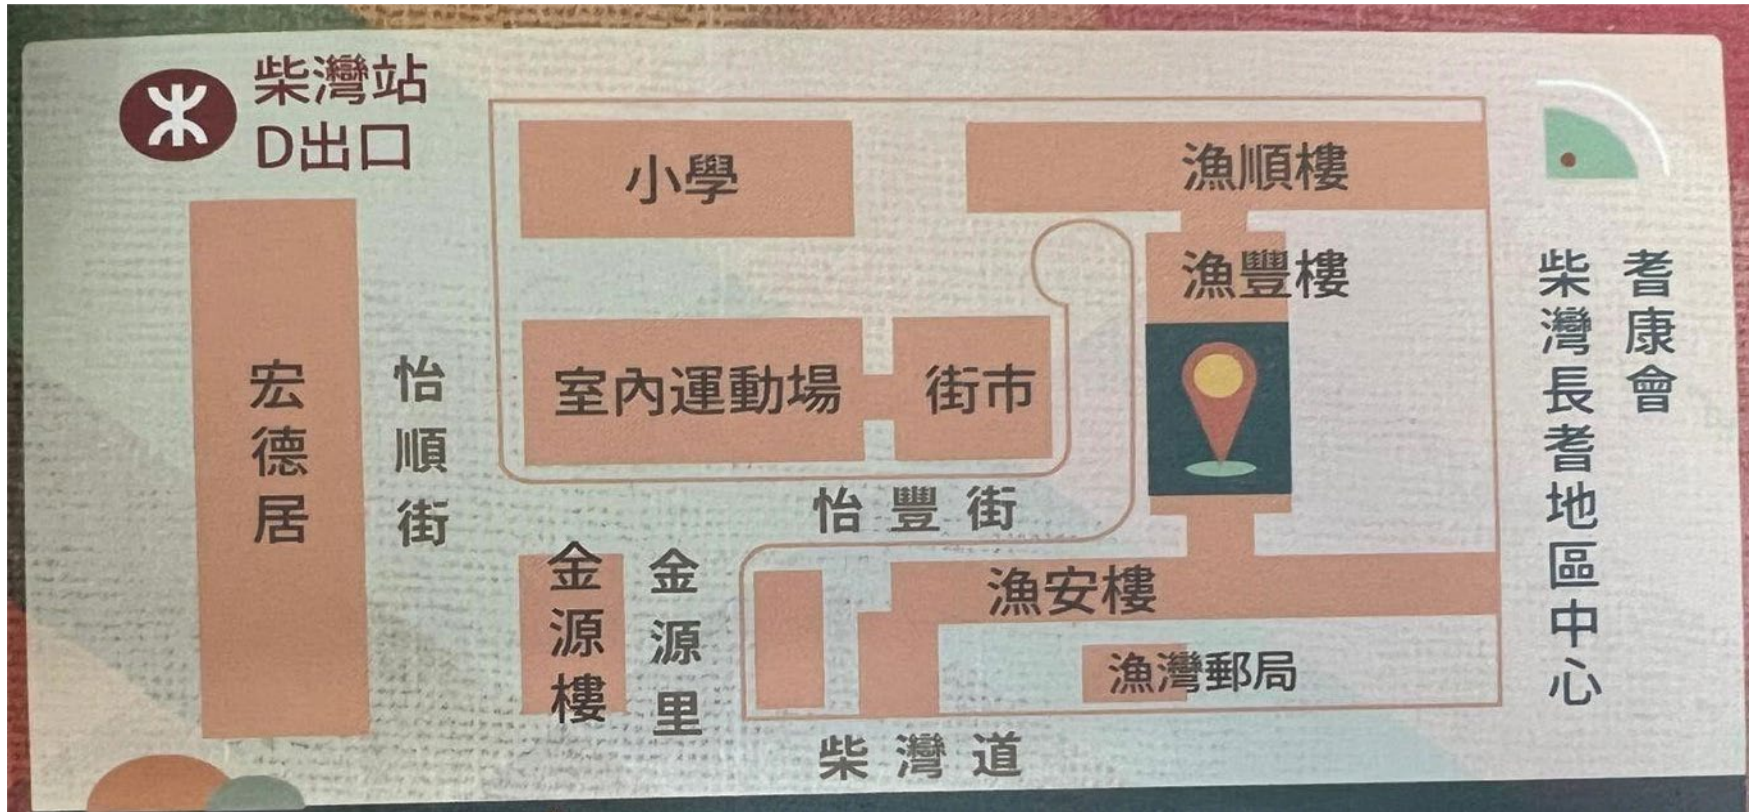 柴灣站
D出口
小學
漁順樓
漁豐樓
宏德居
怡順街
室內運動場
街市
怡豐街
金源樓
金源里
漁安樓
漁灣郵局
柴灣道
耆康會
柴灣長者地區中心